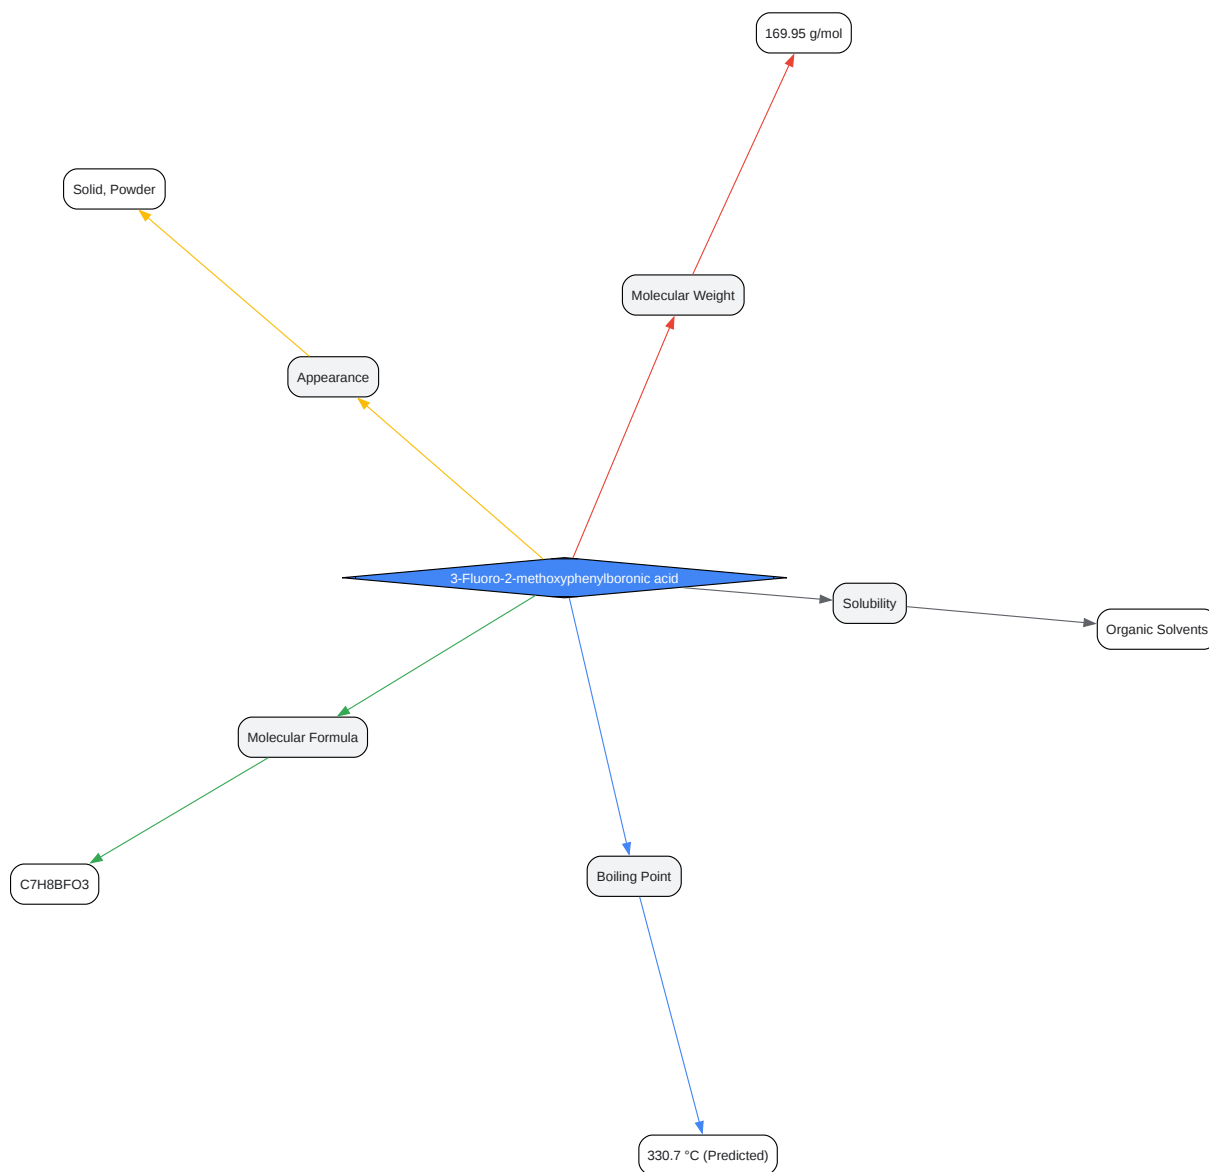 169.95 g/mol
Solid, Powder
Molecular Weight
Appearance
3-Fluoro-2-methoxyphenylboronic acid
Solubility
Organic Solvents
Molecular Formula
C7H8BFO3
Boiling Point
330.7 °C (Predicted)